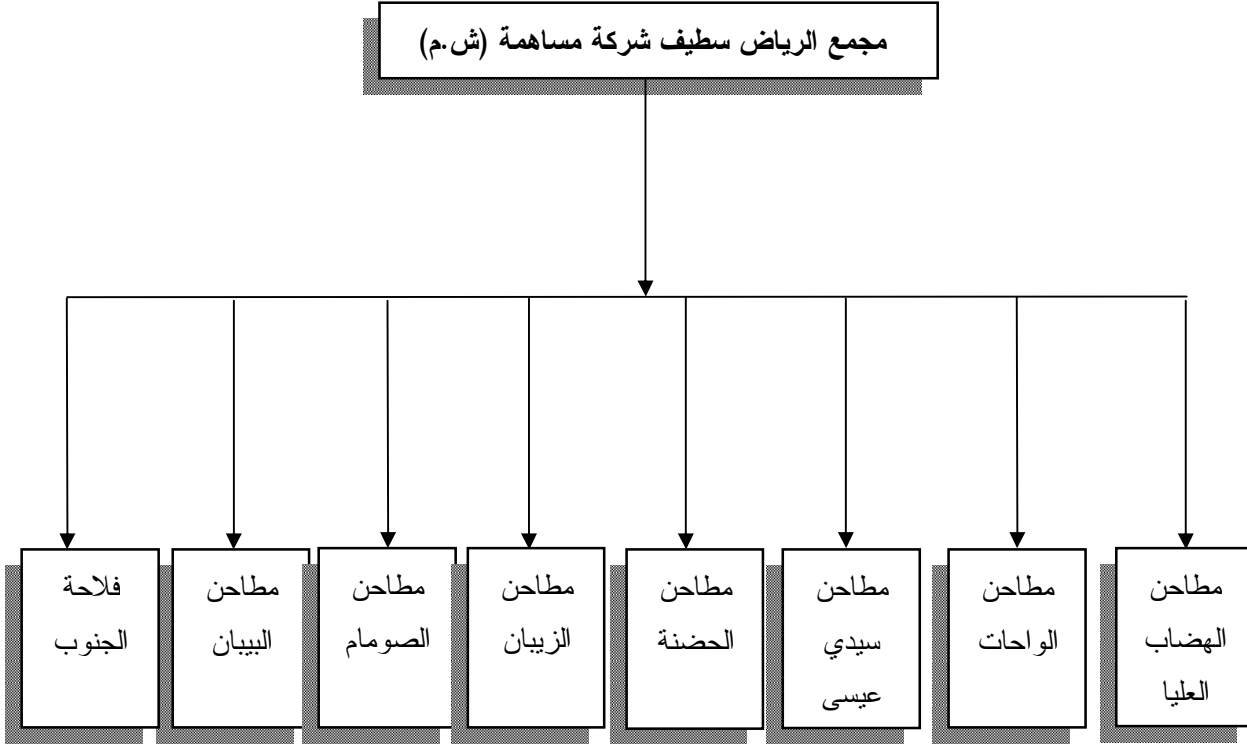 مجمع الرياض سطيف شركة مساهمة (ش.م)
مطاحن
الهضاب
العليا
مطاحن
الواحات
مطاحن
سيدي
عيسى
مطاحن
الحضنة
مطاحن
الزيبان
مطاحن
الصومام
مطاحن
البيبان
فلاحة
الجنوب